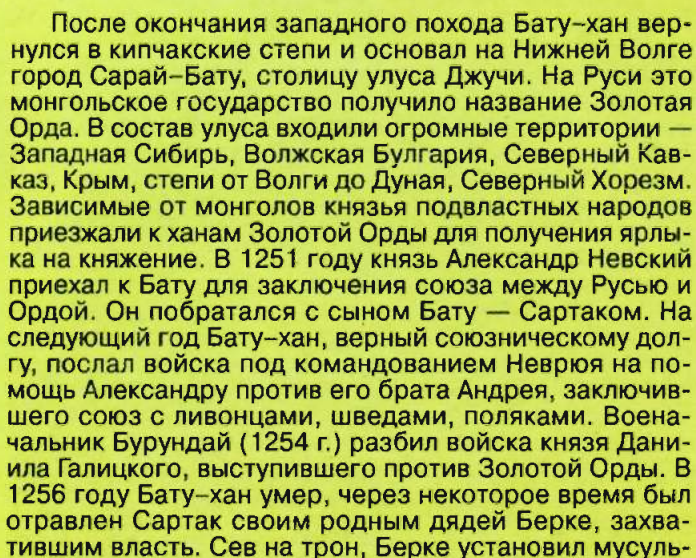 После окончания западного похода Бату-хан вер-
нулся в кипчакские степи и основал на Нижней Волге
город Сарай-Бату, столицу улуса Джучи. На Руси это
монгольское государство получило название Золотая
Орда. В состав улуса входили огромные территории —
Западная Сибирь, Волжская Булгария, Северный Кав-
каз, Крым, степи от Волги до Дуная, Северный Хорезм.
Зависимые от монголов князья подвластных народов
приезжали к ханам Золотой Орды для получения ярлы-
ка на княжение. В 1251 году князь Александр Невский
приехал к Бату для заключения союза между Русью и
Ордой. Он побратался с сыном Бату — Сартаком. На
следующий год Бату-хан, верный союзническому дол-
гу, послал войска под командованием Неврюя на по-
мощь Александру против его брата Андрея, заключив-
шего союз с ливонцами, шведами, поляками. Воена-
чальник Бурундай (1254 г.) разбил войска князя Дани-
ила Галицкого, выступившего против Золотой Орды. В
1256 году Бату-хан умер, через некоторое время был
отравлен Сартак своим родным дядей Берке, захва-
тившим власть. Сев на трон, Берке установил мусуль-